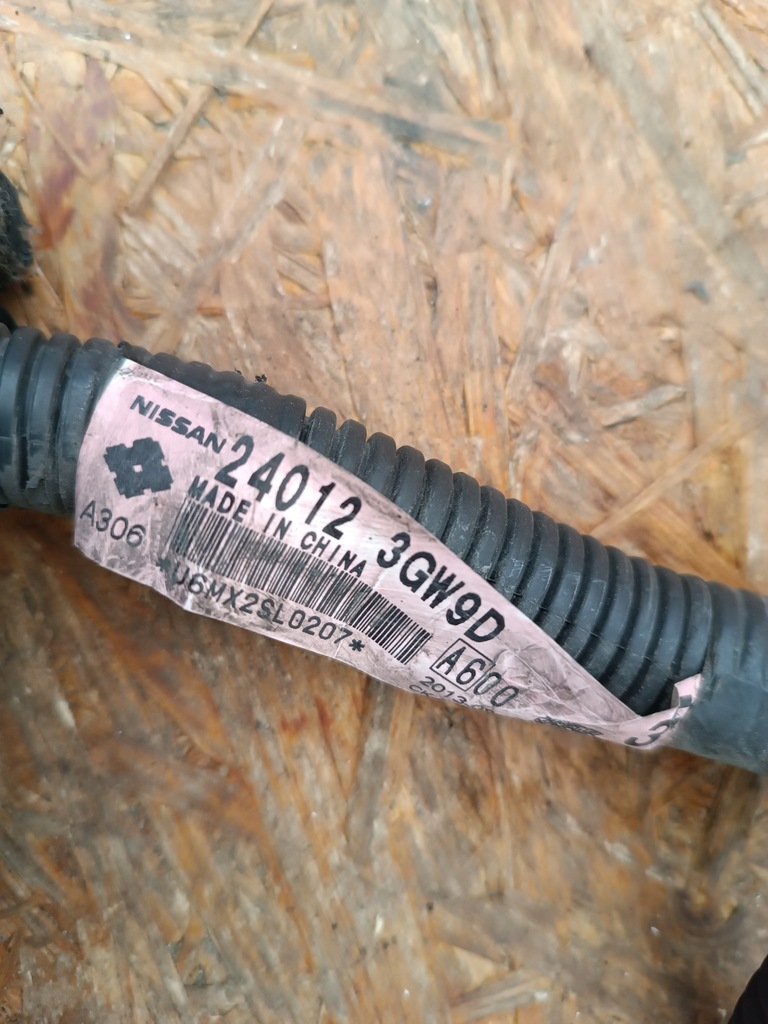 NISSAN
24012 3GW9D
MADE IN CHINA
A306
*U6MX2SL0207*
A600